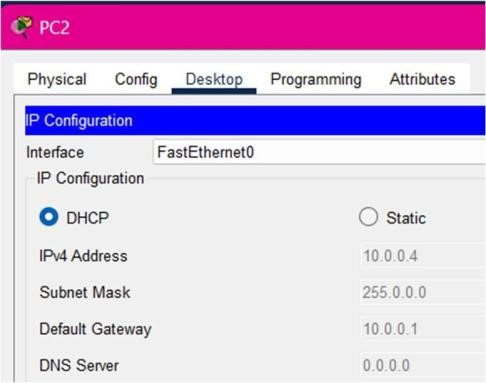 PC2
Physical Config Desktop Programming Attributes
IP Configuration
Interface FastEthernet0
IP Configuration
DHCP Static
IPv4 Address 10.0.0.4
Subnet Mask 255.0.0.0
Default Gateway 10.0.0.1
DNS Server 0.0.0.0